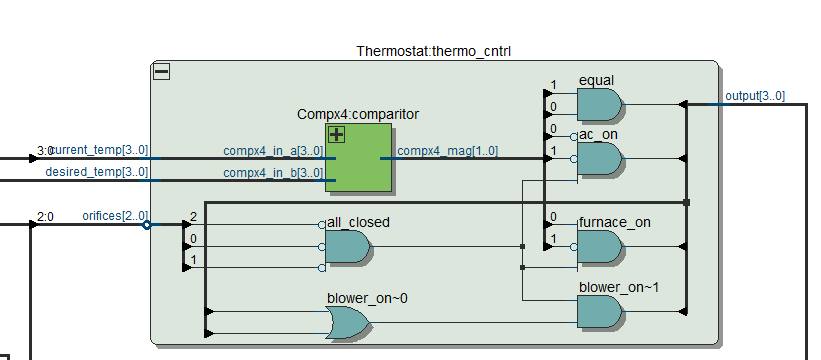 Thermostat:thermo_cntrl
equal
1
output[3..0]
Compx4:comparitor
0
0
ac_on
3:0
current_temp[3..0]
compx4_in_a[3..0]
compx4_mag[1..0]
1
desired_temp[3..0]
compx4_in_b[3..0]
2:0
orifices[2..0]
2
all_closed
0
furnace_on
0
1
1
blower_on~0
blower_on~1